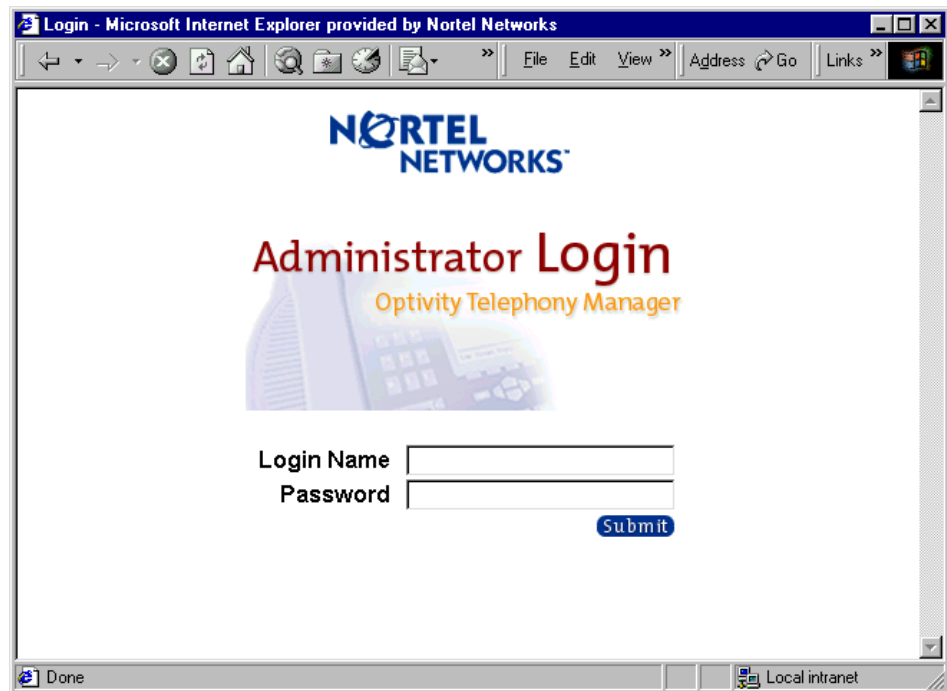 Login - Microsoft Internet Explorer provided by Nortel Networks
» File Edit View » Address Go Links »
NORTEL
NETWORKS
Administrator Login
Optivity Telephony Manager
Login Name
Password
Submit
Done Local intranet